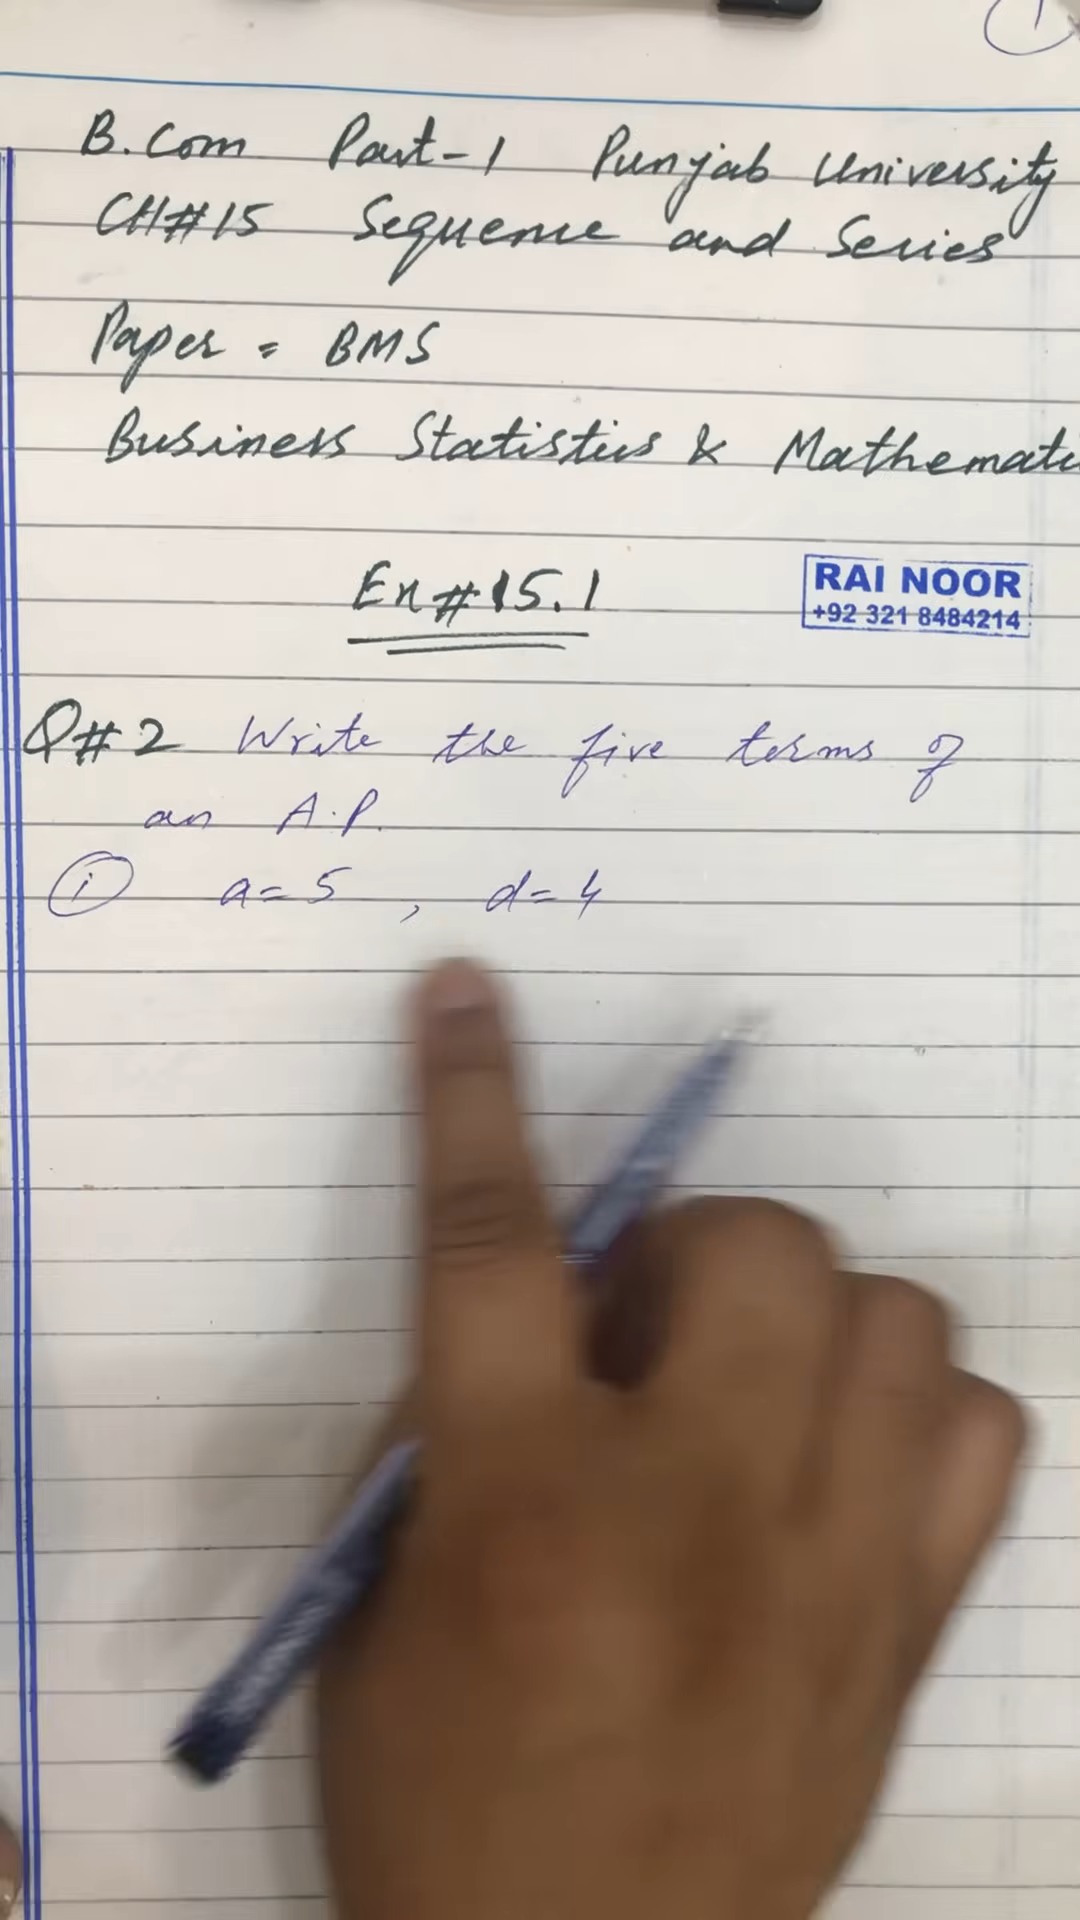 1
B.Com Part-1 Punjab University
CH#15 Sequence and Series
Paper = BMS
Business Statistics & Mathemati
Ex#15.1
RAI NOOR
+92 321 8484214
Q#2 Write the five terms of
an A.P.
i a=5 , d=4